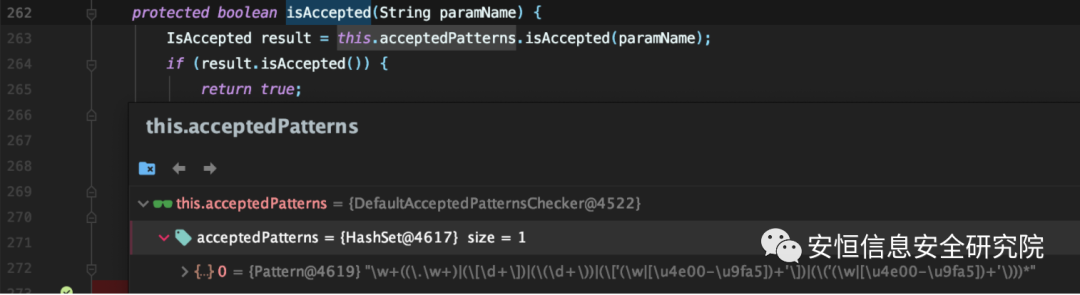 262 protected boolean isAccepted(String paramName) {
263 IsAccepted result = this.acceptedPatterns.isAccepted(paramName);
264 if (result.isAccepted()) {
265 return true;
266
this.acceptedPatterns
267
268
269
this.acceptedPatterns = {DefaultAcceptedPatternsChecker@4522}
270
271
acceptedPatterns = {HashSet@4617} size = 1
安恒信息安全研究院
272
{..} 0 = {Pattern@4619} "\w+((\.\w+)|(\[\d+\])|(\(\d+\))|(\['(\w|[\u4e00-\u9fa5])+'\])|(\('(\w|[\u4e00-\u9fa5])+'\)))*"
273